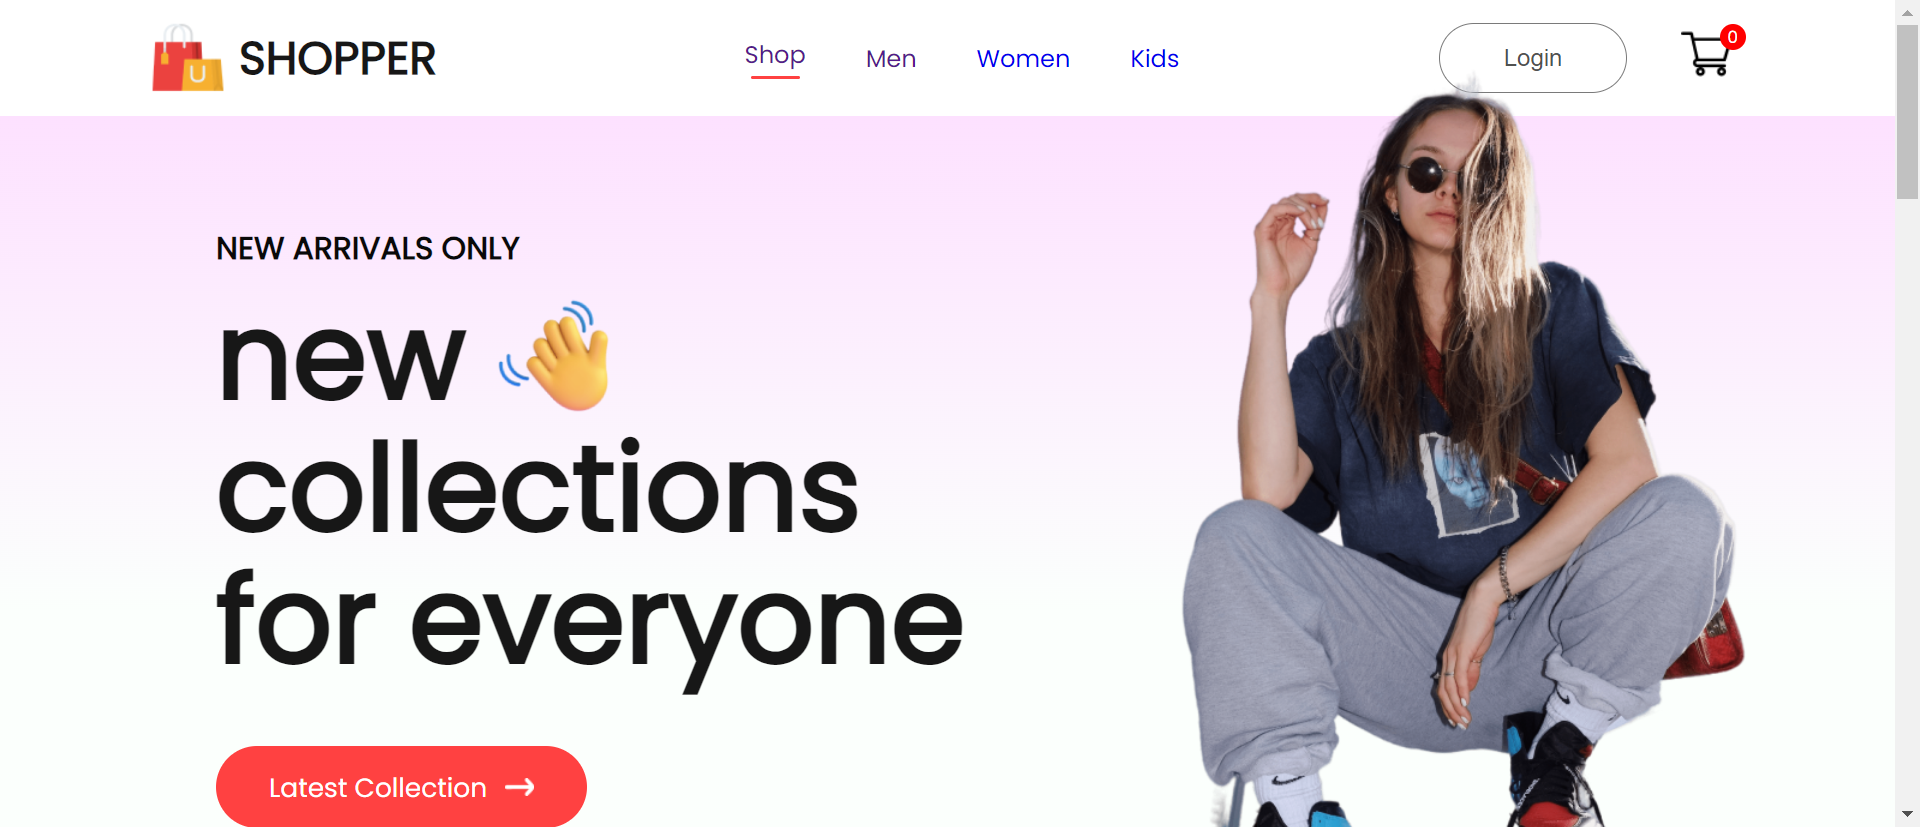 SHOPPER
Shop Men Women Kids
Login
0
NEW ARRIVALS ONLY
new
collections
for everyone
Latest Collection